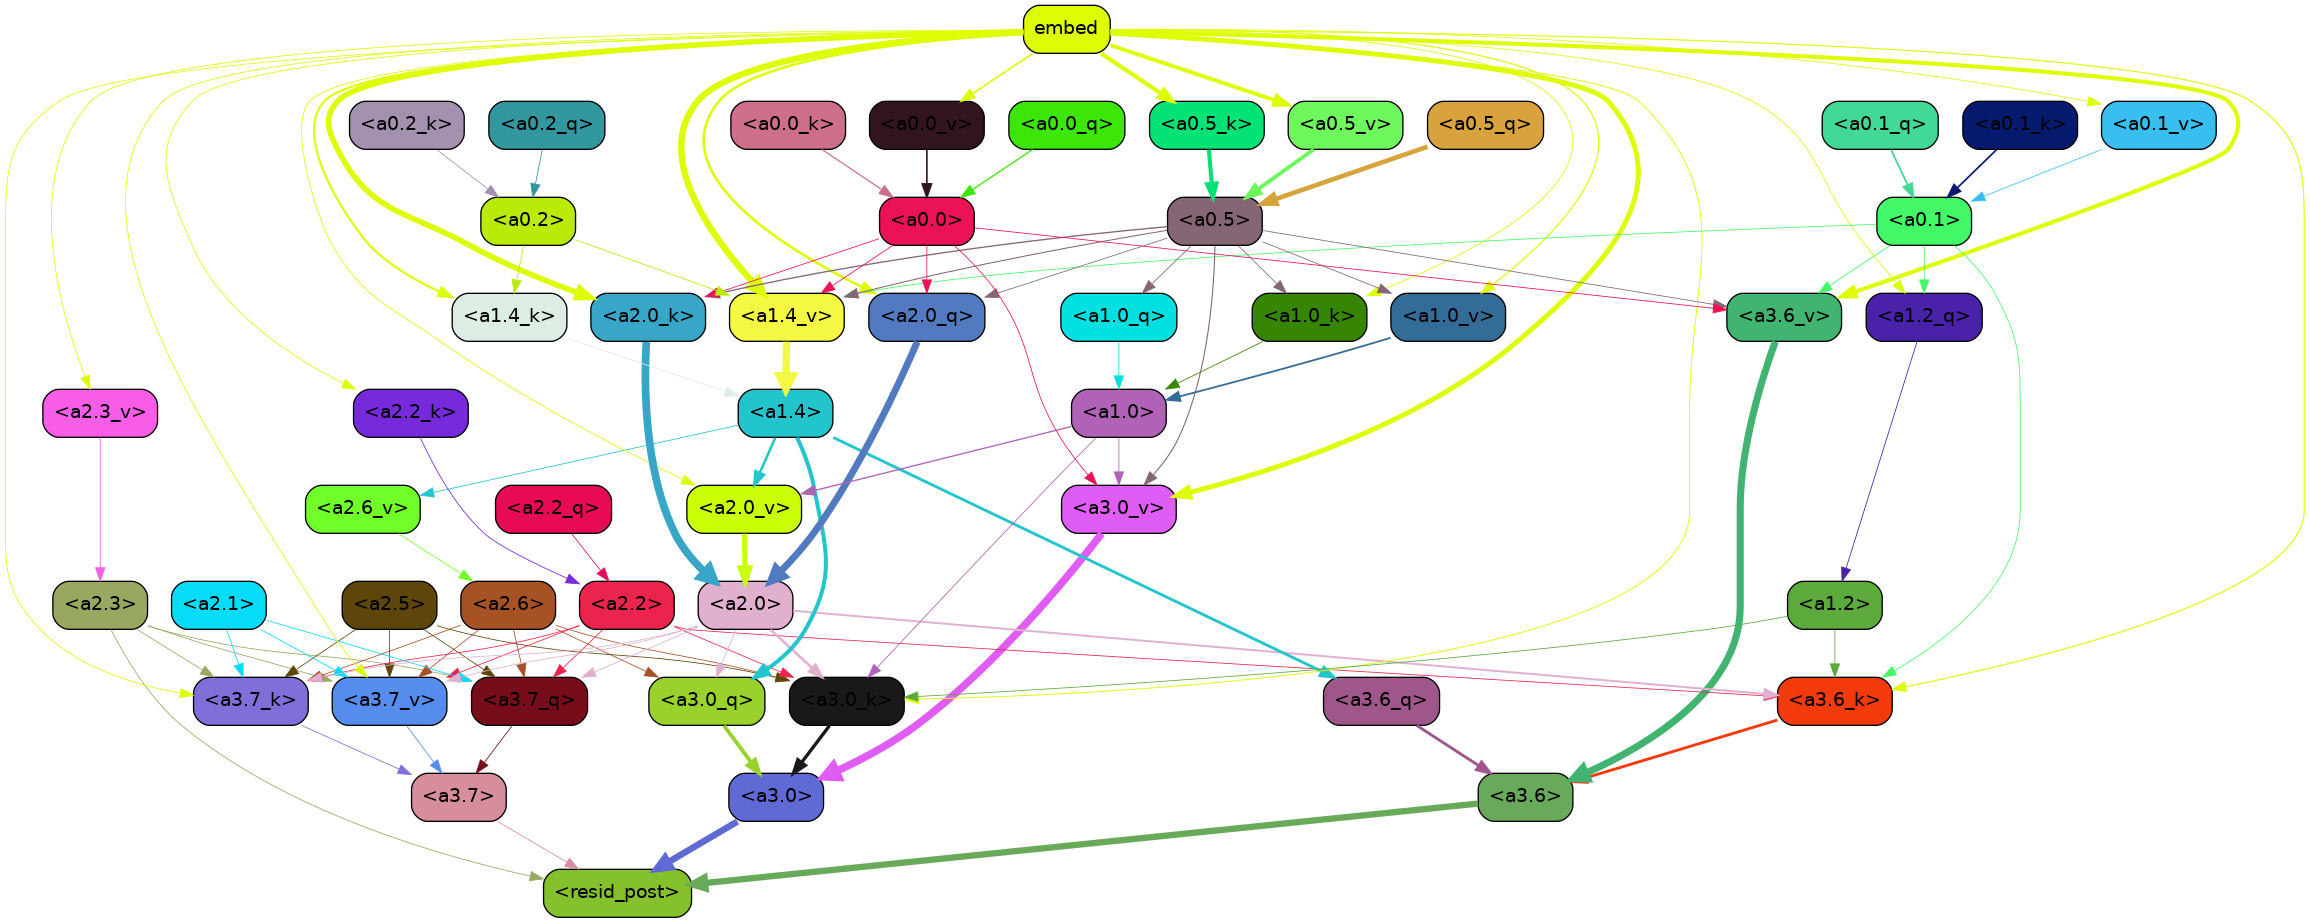 embed
<a0.2_k> <a0.2_q> <a0.0_k> <a0.0_v> <a0.0_q> <a0.5_k> <a0.5_v> <a0.5_q> <a0.1_q> <a0.1_k> <a0.1_v>
<a0.2> <a0.0> <a0.5> <a0.1>
<a1.4_k> <a2.0_k> <a1.4_v> <a2.0_q> <a1.0_q> <a1.0_k> <a1.0_v> <a3.6_v> <a1.2_q>
<a2.3_v> <a2.2_k> <a1.4> <a1.0>
<a2.6_v> <a2.2_q> <a2.0_v> <a3.0_v>
<a2.3> <a2.1> <a2.5> <a2.6> <a2.2> <a2.0> <a1.2>
<a3.7_k> <a3.7_v> <a3.7_q> <a3.0_q> <a3.0_k> <a3.6_q> <a3.6_k>
<a3.7> <a3.0> <a3.6>
<resid_post>